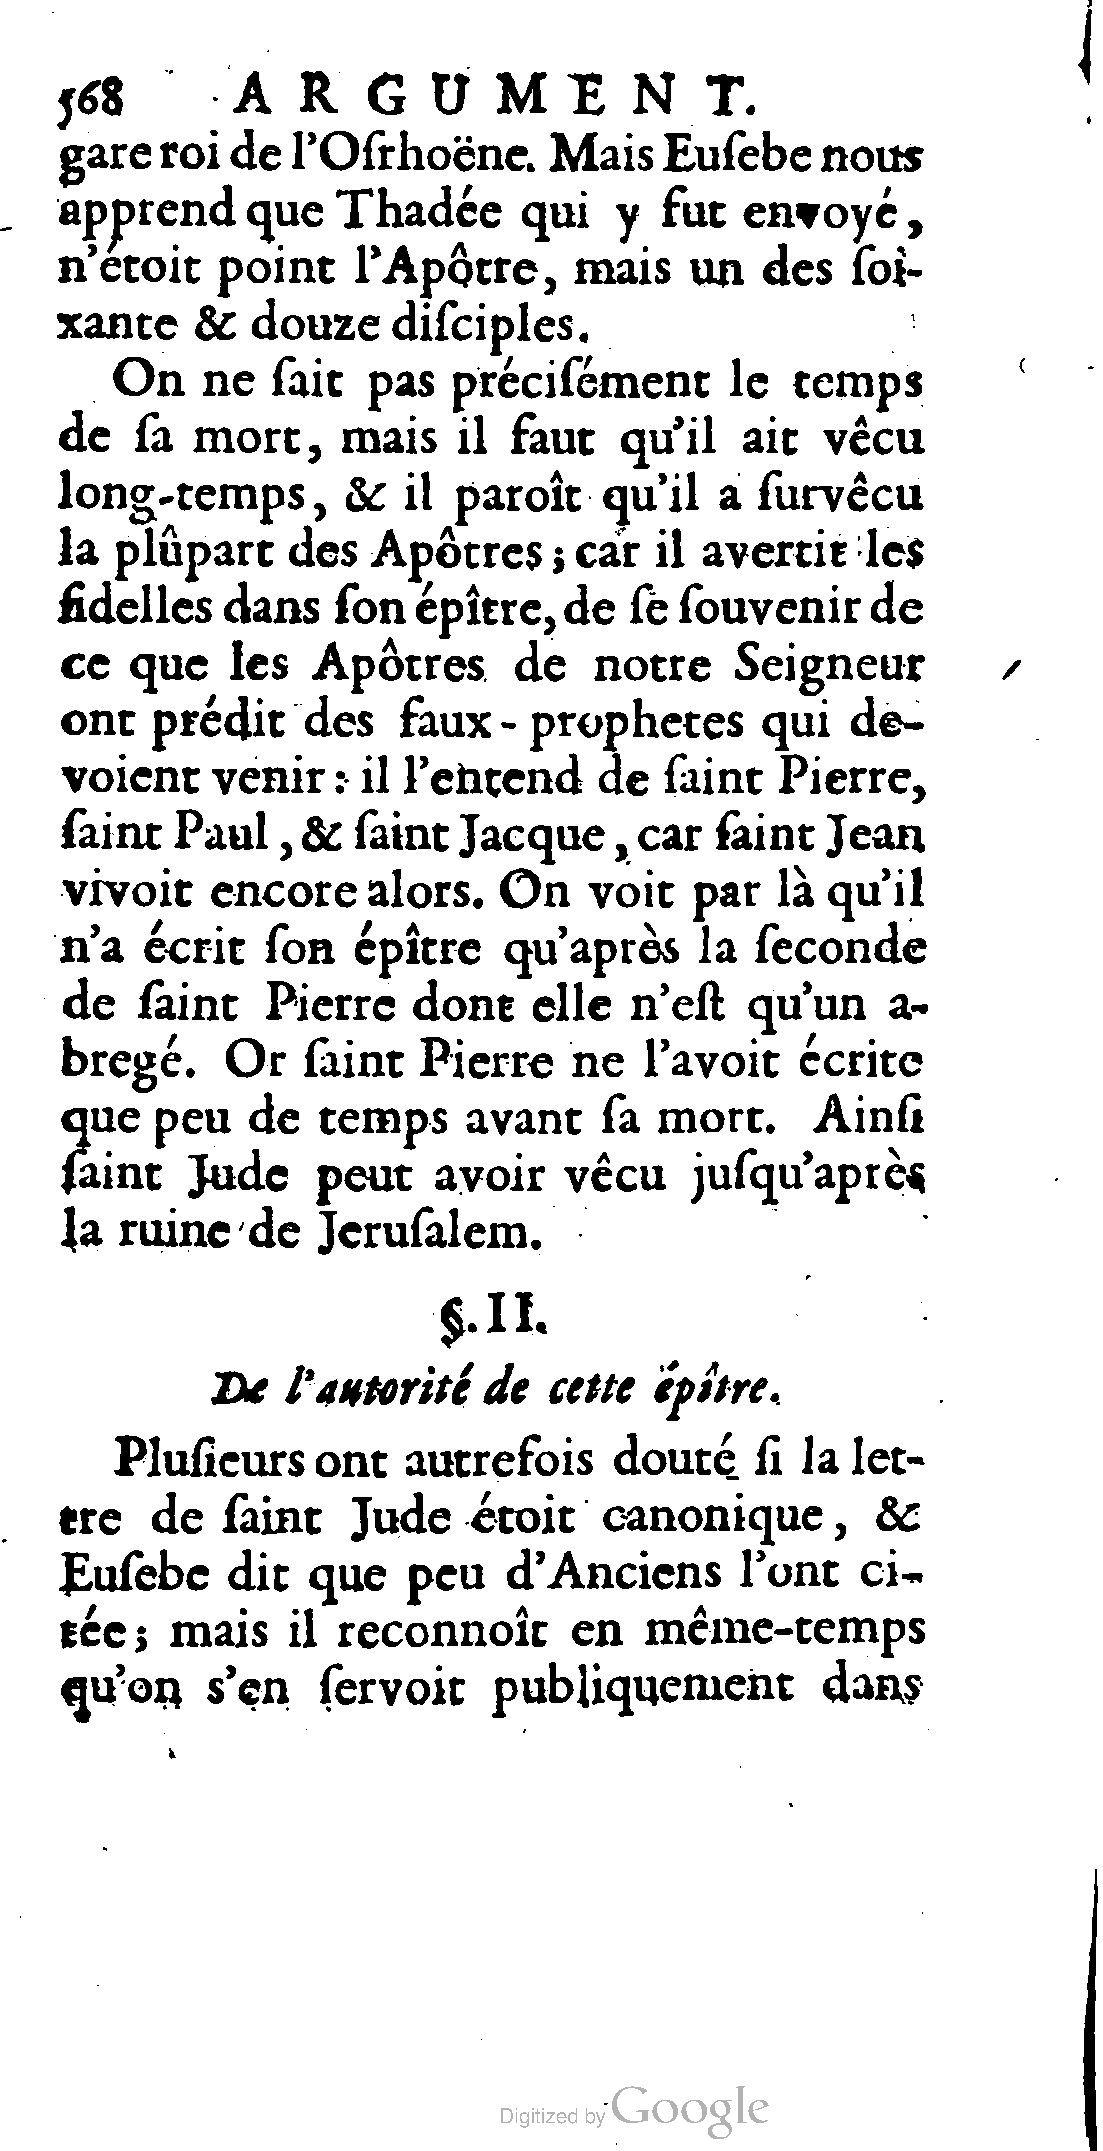 568 ARGUMENT.
gare roi de l'Oſrhoëne. Mais Euſebe nous
apprend que Thadée qui y fut envoyé,
n'étoit point l'Apôtre, mais un des ſoi-
xante & douze diſciples.
On ne ſait pas préciſément le temps
de ſa mort, mais il faut qu'il ait vêcu
long-temps, & il paroît qu'il a ſurvêcu
la plûpart des Apôtres; car il avertit les
fidelles dans ſon épître, de ſe ſouvenir de
ce que les Apôtres de notre Seigneur
ont prédit des faux-prophetes qui de-
voient venir: il l'entend de ſaint Pierre,
ſaint Paul, & ſaint Jacque, car ſaint Jean
vivoit encore alors. On voit par là qu'il
n'a écrit ſon épître qu'après la ſeconde
de ſaint Pierre dont elle n'eſt qu'un a-
bregé. Or ſaint Pierre ne l'avoit écrite
que peu de temps avant ſa mort. Ainſi
ſaint Jude peut avoir vêcu juſqu'après
la ruine de Jeruſalem.
§. II.
De l'autorité de cette épître.
Pluſieurs ont autrefois douté ſi la let-
tre de ſaint Jude étoit canonique, &
Euſebe dit que peu d'Anciens l'ont ci-
tée; mais il reconnoît en même-temps
qu'on s'en ſervoit publiquement dans
Digitized by Google